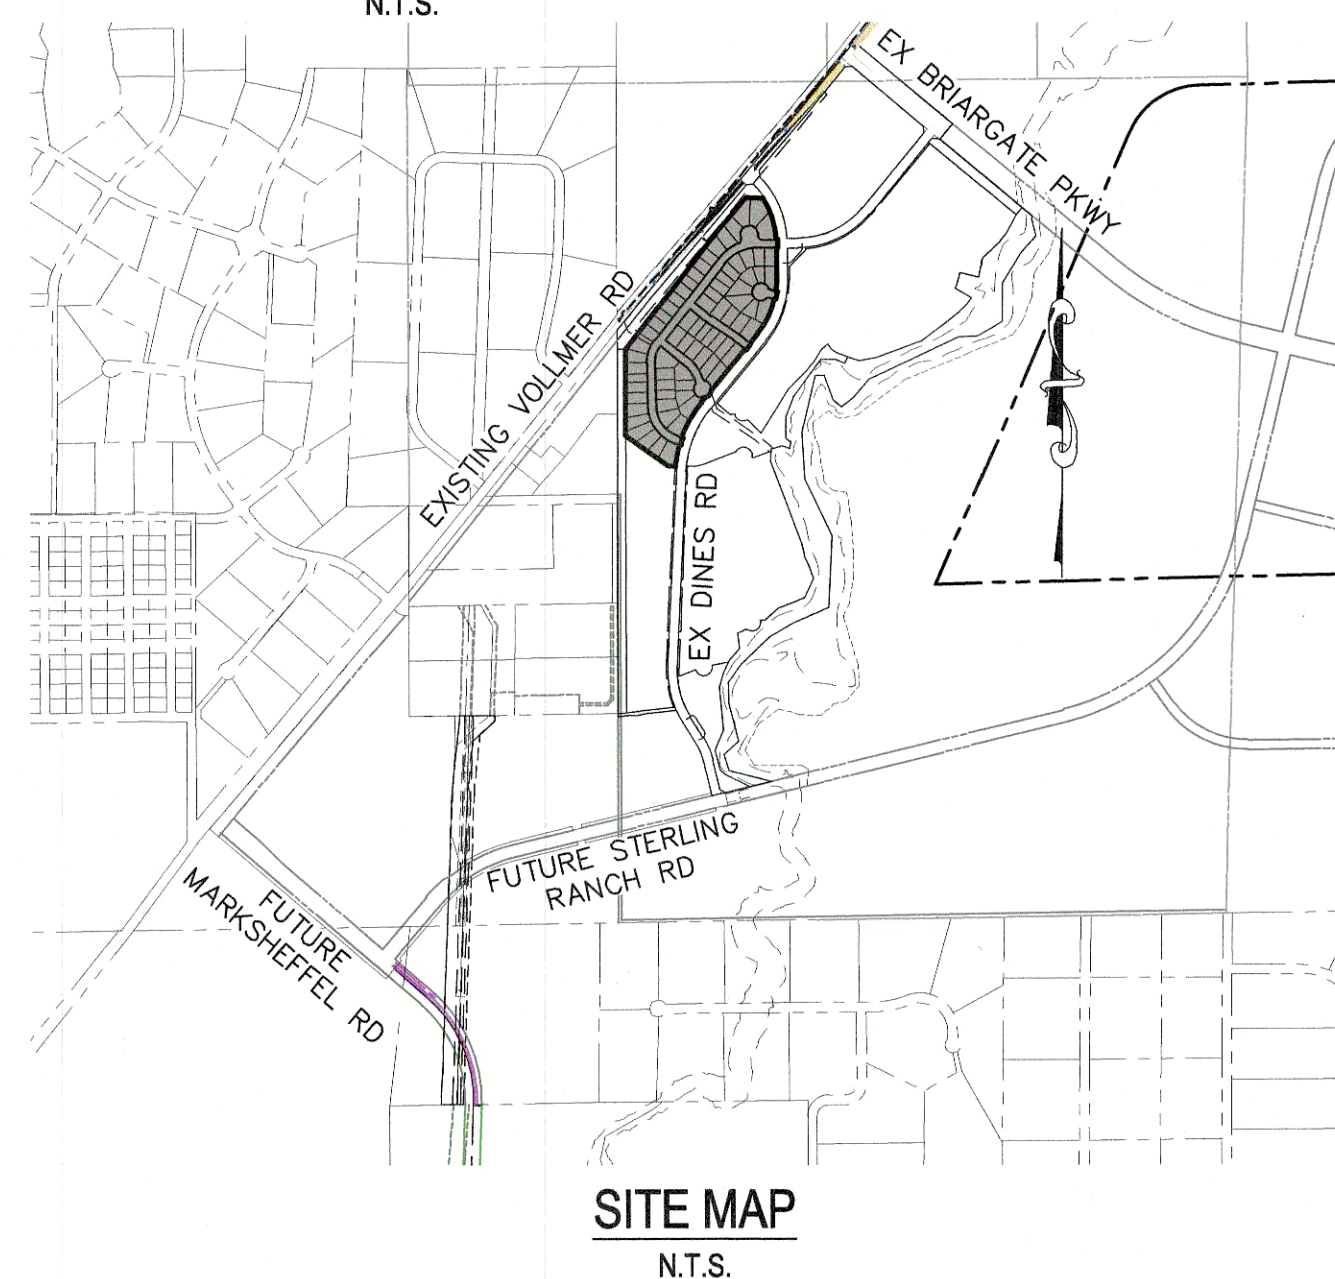 N.T.S.
EX BRIARGATE PKWY
EXISTING VOLLMER RD
EX DINES RD
FUTURE STERLING
RANCH RD
FUTURE
MARKSHEFFEL RD
SITE MAP
N.T.S.